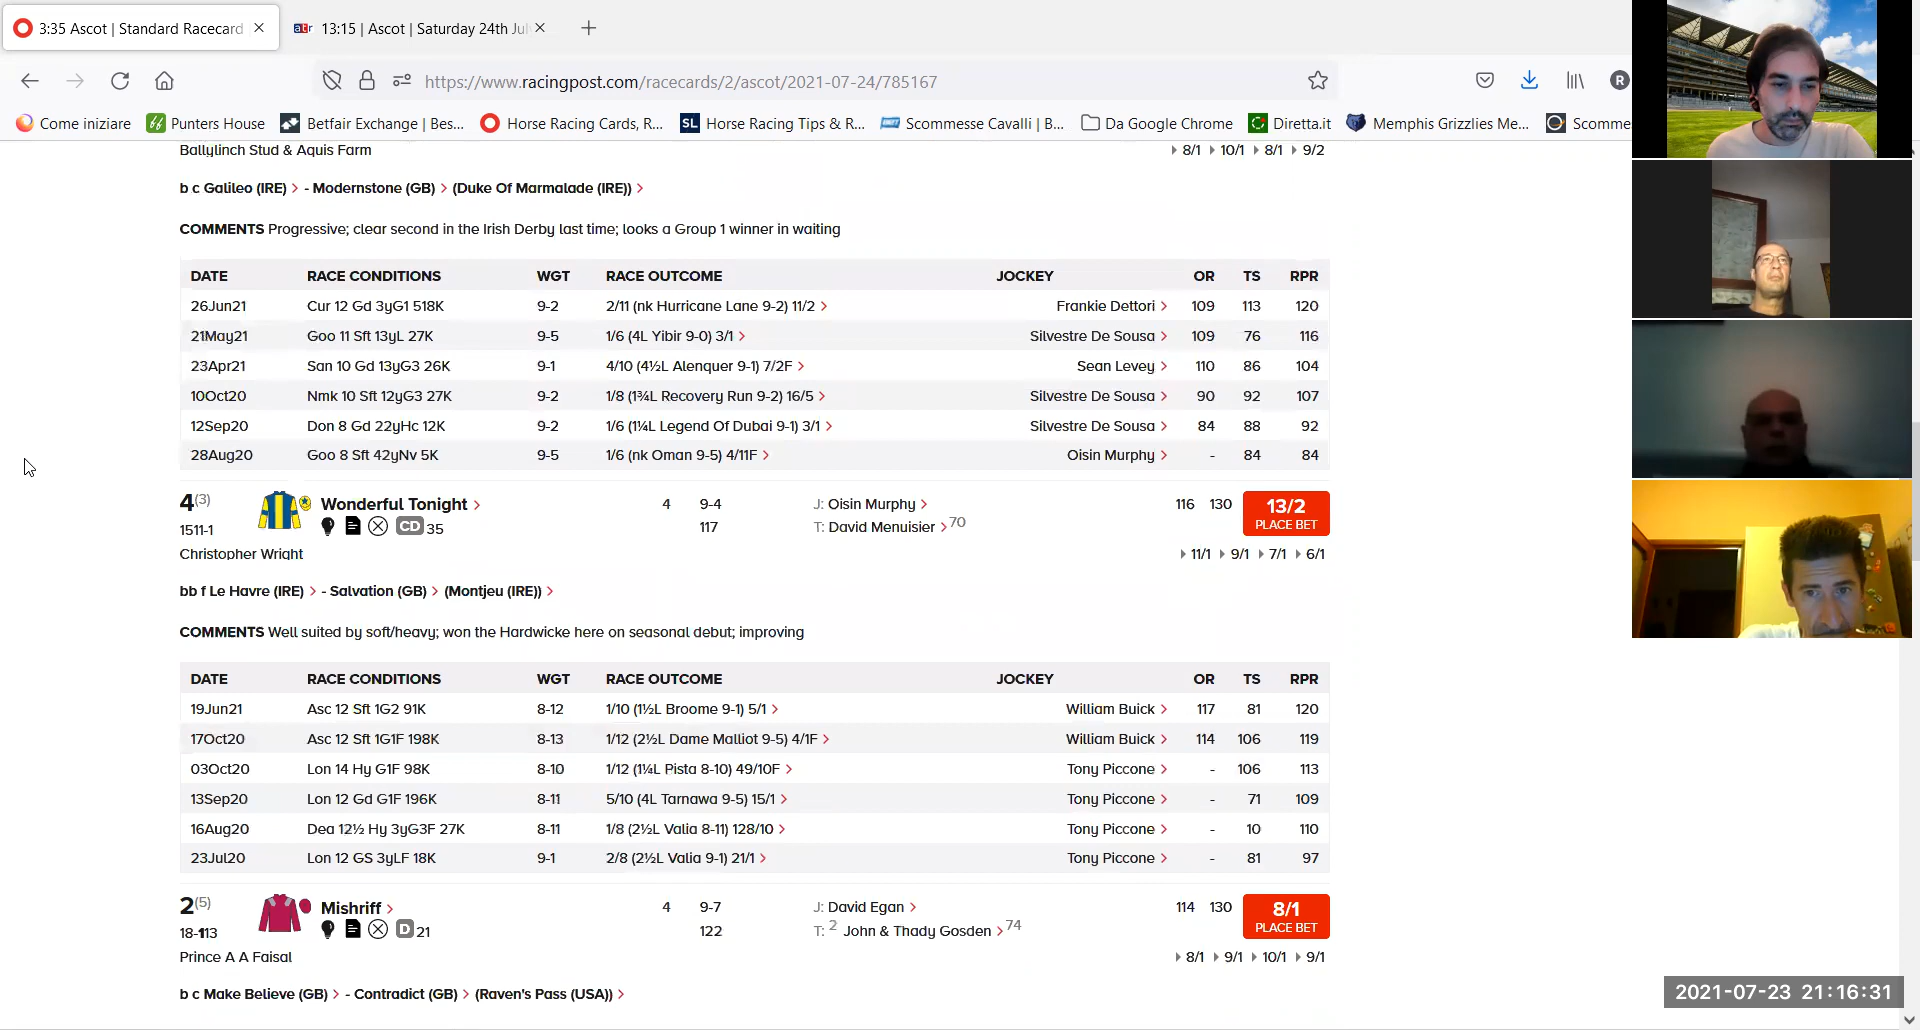 3:35 Ascot | Standard Racecard
atr 13:15 | Ascot | Saturday 24th Jul
https://www.racingpost.com/racecards/2/ascot/2021-07-24/785167
R
Come iniziare
Punters House
Betfair Exchange | Bes...
Horse Racing Cards, R...
SL Horse Racing Tips & R...
Scommesse Cavalli | B...
Da Google Chrome
Diretta.it
Memphis Grizzlies Me...
Scomme
Ballylinch Stud & Aquis Farm 8/1 10/1 8/1 9/2
b c Galileo (IRE) - Modernstone (GB) (Duke Of Marmalade (IRE))
COMMENTS Progressive; clear second in the Irish Derby last time; looks a Group 1 winner in waiting
DATE RACE CONDITIONS WGT RACE OUTCOME JOCKEY OR TS RPR
26Jun21 Cur 12 Gd 3yG1 518K 9-2 2/11 (nk Hurricane Lane 9-2) 11/2 Frankie Dettori 109 113 120
21May21 Goo 11 Sft 13yL 27K 9-5 1/6 (4L Yibir 9-0) 3/1 Silvestre De Sousa 109 76 116
23Apr21 San 10 Gd 13yG3 26K 9-1 4/10 (4½L Alenquer 9-1) 7/2F Sean Levey 110 86 104
10Oct20 Nmk 10 Sft 12yG3 27K 9-2 1/8 (1¾L Recovery Run 9-2) 16/5 Silvestre De Sousa 90 92 107
12Sep20 Don 8 Gd 22yHc 12K 9-2 1/6 (1¼L Legend Of Dubai 9-1) 3/1 Silvestre De Sousa 84 88 92
28Aug20 Goo 8 Sft 42yNv 5K 9-5 1/6 (nk Oman 9-5) 4/11F Oisin Murphy - 84 84
4(3) Wonderful Tonight 4 9-4 J: Oisin Murphy 116 130 13/2
1511-1 CD 35 117 T: David Menuisier 70 PLACE BET
Christopher Wright 11/1 9/1 7/1 6/1
bb f Le Havre (IRE) - Salvation (GB) (Montjeu (IRE))
COMMENTS Well suited by soft/heavy; won the Hardwicke here on seasonal debut; improving
DATE RACE CONDITIONS WGT RACE OUTCOME JOCKEY OR TS RPR
19Jun21 Asc 12 Sft 1G2 91K 8-12 1/10 (1½L Broome 9-1) 5/1 William Buick 117 81 120
17Oct20 Asc 12 Sft 1G1F 198K 8-13 1/12 (2½L Dame Malliot 9-5) 4/1F William Buick 114 106 119
03Oct20 Lon 14 Hy G1F 98K 8-10 1/12 (1¼L Pista 8-10) 49/10F Tony Piccone - 106 113
13Sep20 Lon 12 Gd G1F 196K 8-11 5/10 (4L Tarnawa 9-5) 15/1 Tony Piccone - 71 109
16Aug20 Dea 12½ Hy 3yG3F 27K 8-11 1/8 (2½L Valia 8-11) 128/10 Tony Piccone - 10 110
23Jul20 Lon 12 GS 3yLF 18K 9-1 2/8 (2½L Valia 9-1) 21/1 Tony Piccone - 81 97
2(5) Mishriff 4 9-7 J: David Egan 114 130 8/1
18-113 D 21 122 T: 2 John & Thady Gosden 74 PLACE BET
Prince A A Faisal 8/1 9/1 10/1 9/1
b c Make Believe (GB) - Contradict (GB) (Raven's Pass (USA))
2021-07-23 21:16:31